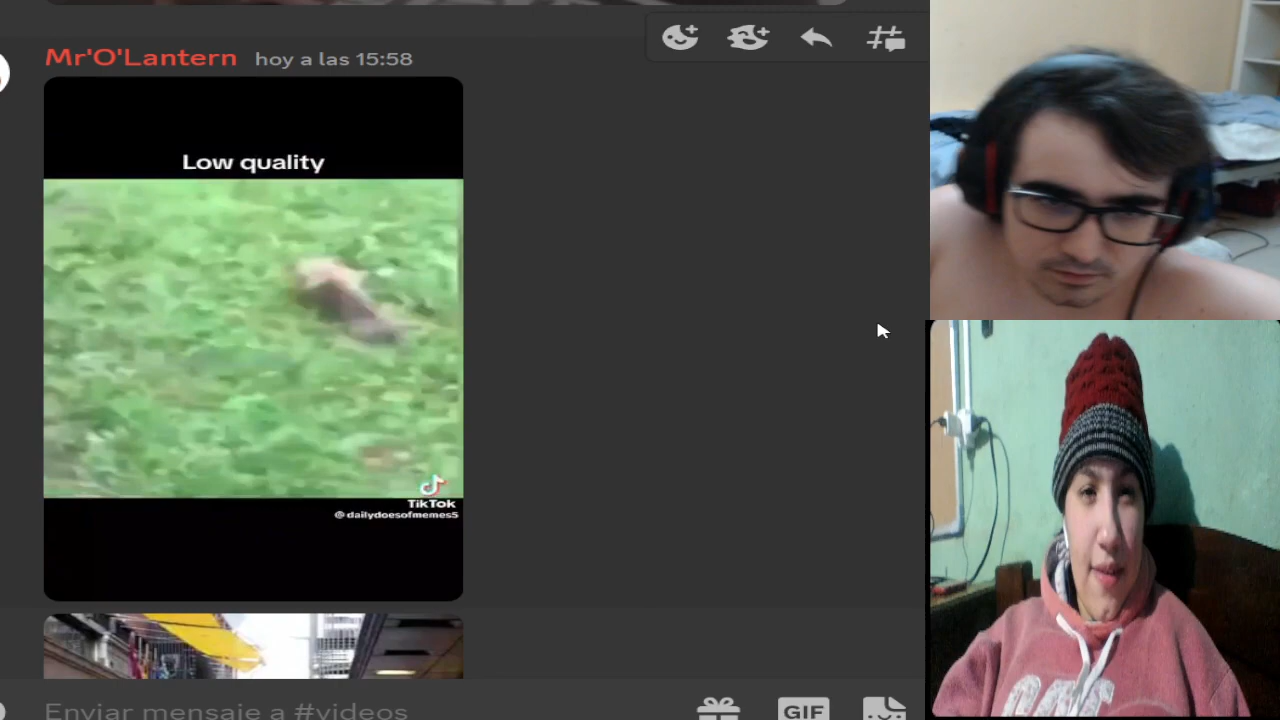 Mr'O'Lantern hoy a las 15:58
Low quality
TikTok
@dailydoesofmemes5
Enviar mensaje a #videos
GIF